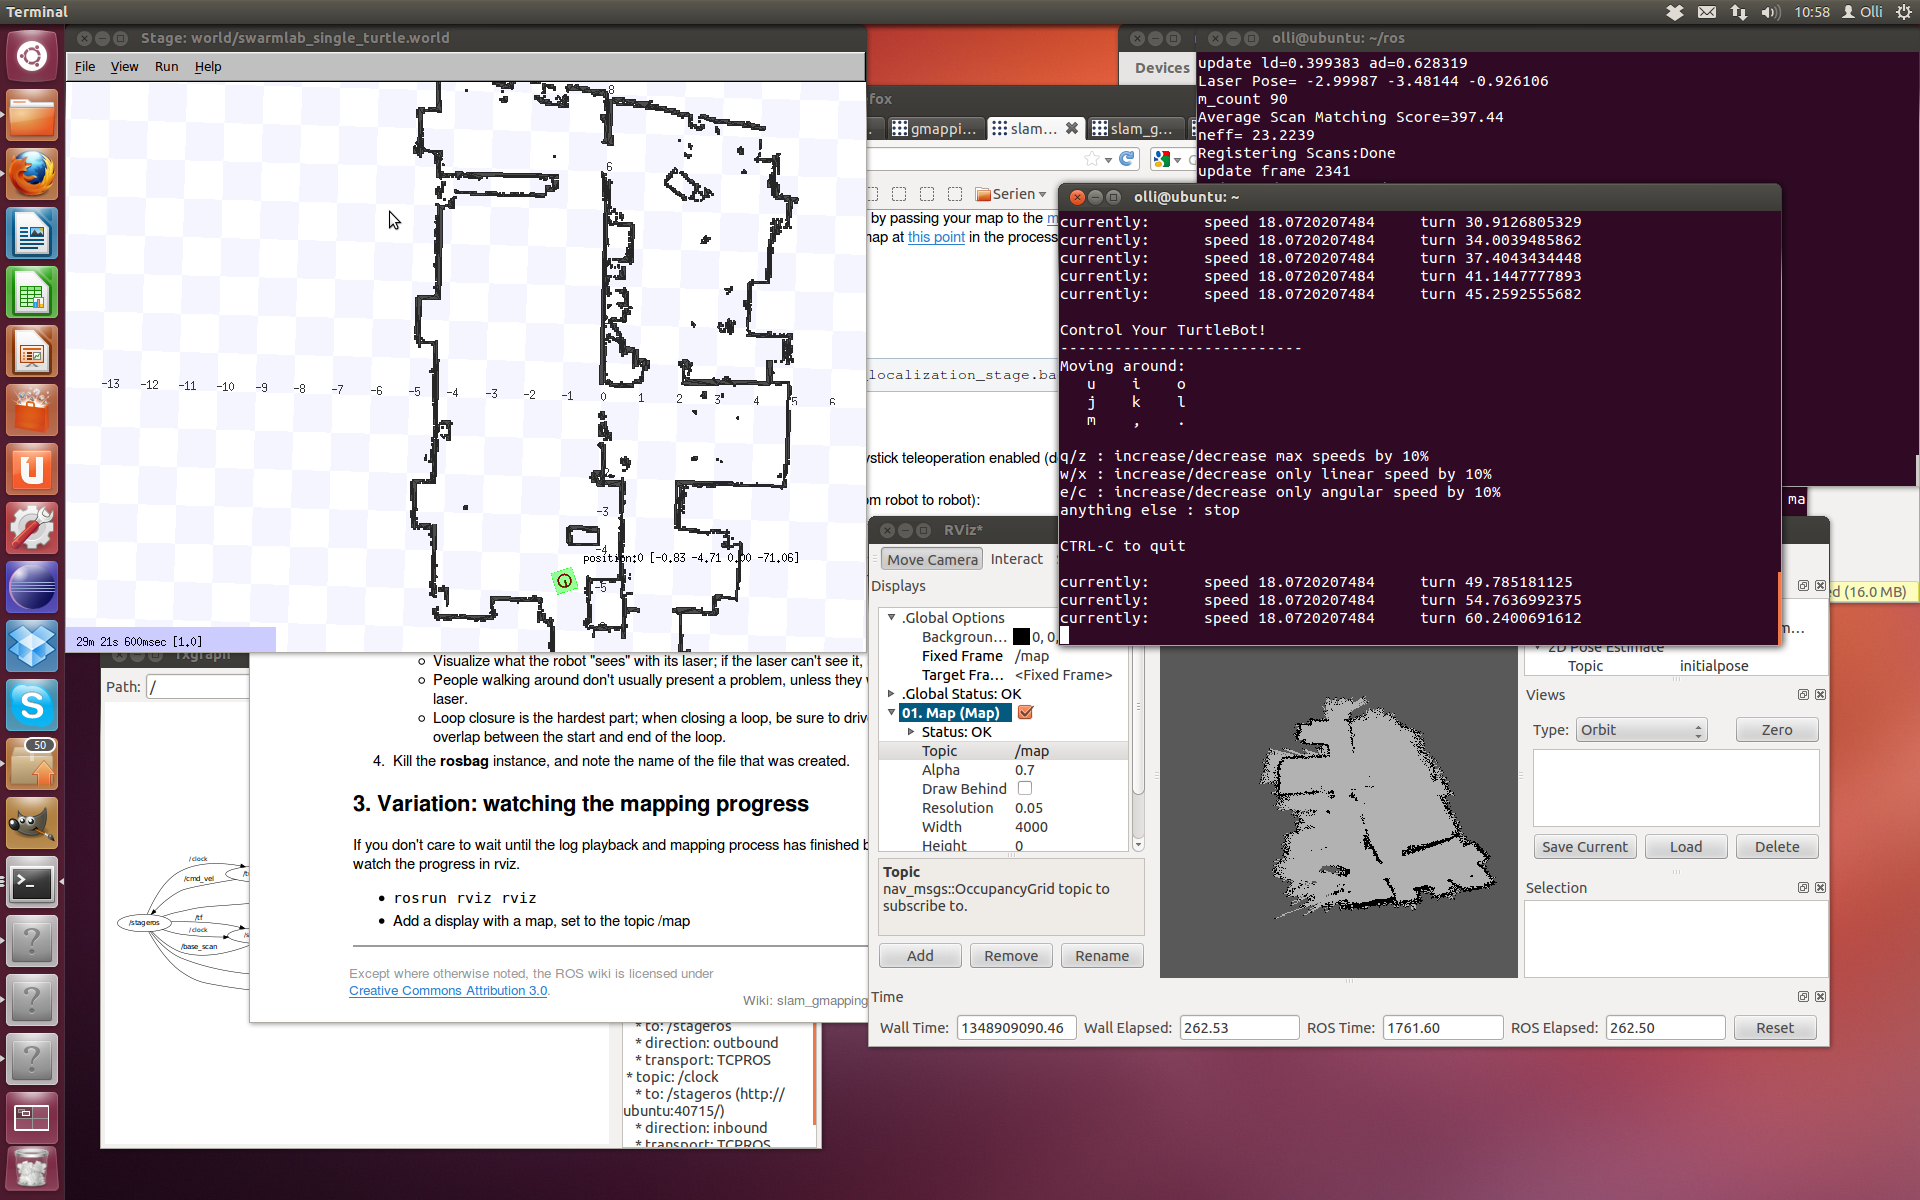 Terminal
10:58
Olli
Stage: world/swarmlab_single_turtle.world
File View Run Help
8
6
-13 -12 -11 -10 -9 -8 -7 -6 -5 -4 -3 -2 -1 0 1 2 3 4 5 6
-3
-4
position:0 [-0.83 -4.71 0.00 -71.06]
-5
29m 21s 600msec [1.0]
Devices
olli@ubuntu: ~/ros
update ld=0.399383 ad=0.628319
Laser Pose= -2.99987 -3.48144 -0.926106
m_count 90
Average Scan Matching Score=397.44
neff= 23.2239
Registering Scans:Done
update frame 2341
fox
gmappi...
slam...
slam_g...
Serien
by passing your map to the
map at this point in the process
_localization_stage.ba
ystick teleoperation enabled (d
om robot to robot):
olli@ubuntu: ~
currently: speed 18.0720207484 turn 30.9126805329
currently: speed 18.0720207484 turn 34.0039485862
currently: speed 18.0720207484 turn 37.4043434448
currently: speed 18.0720207484 turn 41.1447777893
currently: speed 18.0720207484 turn 45.2592555682
Control Your TurtleBot!
---------------------------
Moving around:
u i o
j k l
m , .
q/z : increase/decrease max speeds by 10%
w/x : increase/decrease only linear speed by 10%
e/c : increase/decrease only angular speed by 10%
anything else : stop
CTRL-C to quit
currently: speed 18.0720207484 turn 49.785181125
currently: speed 18.0720207484 turn 54.7636992375
currently: speed 18.0720207484 turn 60.2400691612
ma
ed (16.0 MB)
RViz*
Move Camera
Interact
Displays
.Global Options
Backgroun... 0, 0,
Fixed Frame /map
Target Fra... <Fixed Frame>
.Global Status: OK
01. Map (Map)
Status: OK
Topic /map
Alpha 0.7
Draw Behind
Resolution 0.05
Width 4000
Height 0
Topic
nav_msgs::OccupancyGrid topic to
subscribe to.
Add Remove Rename
2D Pose Estimate
Topic initialpose
Views
Type: Orbit Zero
Save Current Load Delete
Selection
Time
Wall Time: 1348909090.46 Wall Elapsed: 262.53 ROS Time: 1761.60 ROS Elapsed: 262.50 Reset
rxgraph
Path: /
/clock
/cmd_vel
/stageros
/tf
/clock
/base_scan
Visualize what the robot "sees" with its laser; if the laser can't see it,
People walking around don't usually present a problem, unless they
laser.
Loop closure is the hardest part; when closing a loop, be sure to driv
overlap between the start and end of the loop.
4. Kill the rosbag instance, and note the name of the file that was created.
3. Variation: watching the mapping progress
If you don't care to wait until the log playback and mapping process has finished b
watch the progress in rviz.
rosrun rviz rviz
Add a display with a map, set to the topic /map
Except where otherwise noted, the ROS wiki is licensed under
Creative Commons Attribution 3.0.
Wiki: slam_gmapping
* to: /stageros
* direction: outbound
* transport: TCPROS
* topic: /clock
* to: /stageros (http://
ubuntu:40715/)
* direction: inbound
* transport: TCPROS
50